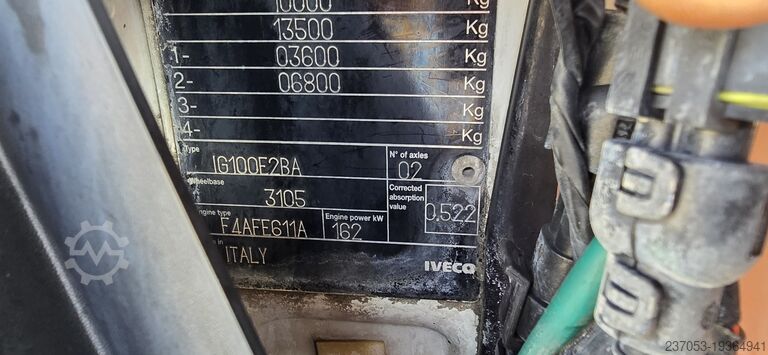 10000 Kg
13500 Kg
1- 03600 Kg
2- 06800 Kg
3- Kg
4- Kg
Type IG100E2BA N° of axles 02
Wheelbase 3105 Corrected absorption value 0.522
Engine type F4AFE611A Engine power kW 162
in ITALY
IVECO
237053-19364941